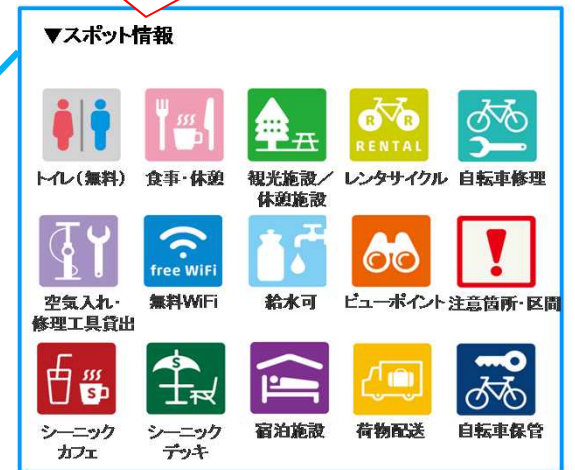 ▼スポット情報
RENTAL
トイレ(無料) 食事・休憩 観光施設/ レンタサイクル 自転車修理
休憩施設
free WiFi
空気入れ・ 無料WiFi 給水可 ビューポイント 注意箇所・区間
修理工具貸出
シーニック シーニック 宿泊施設 荷物配送 自転車保管
カフェ デッキ